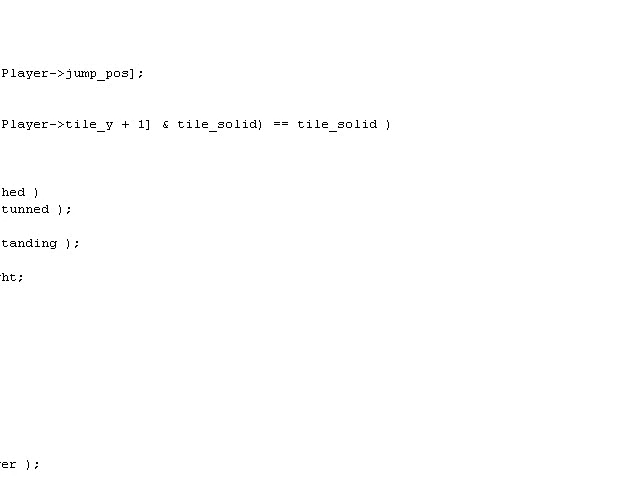 Player->jump_pos];
Player->tile_y + 1] & tile_solid) == tile_solid )
hed )
tunned );
tanding );
ht;
er );